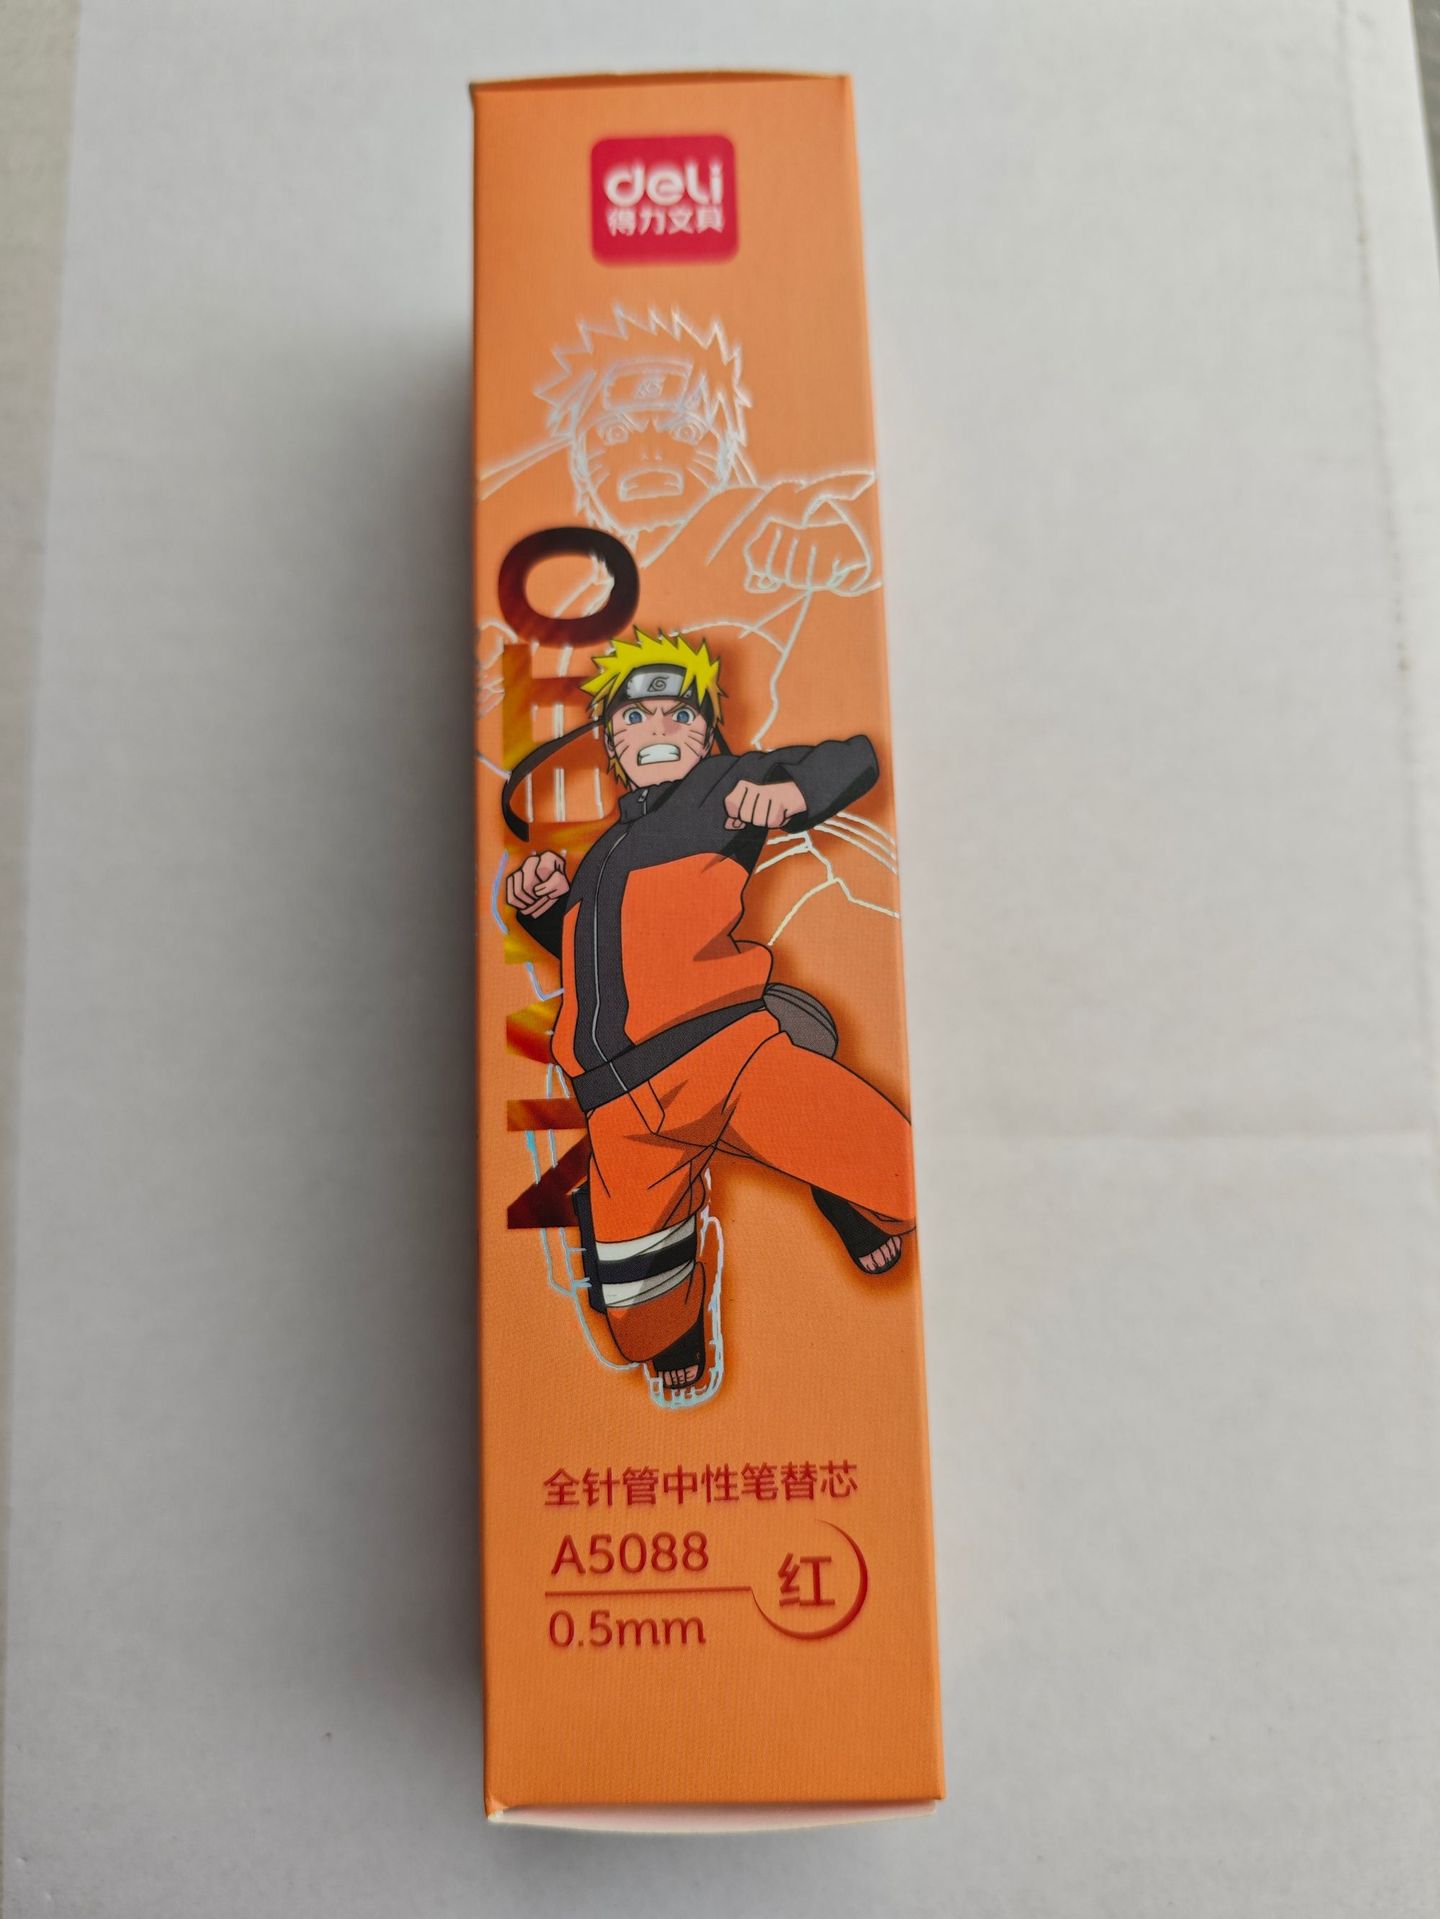 deli
得力文具
NARUTO
全针管中性笔替芯
A5088
红
0.5mm